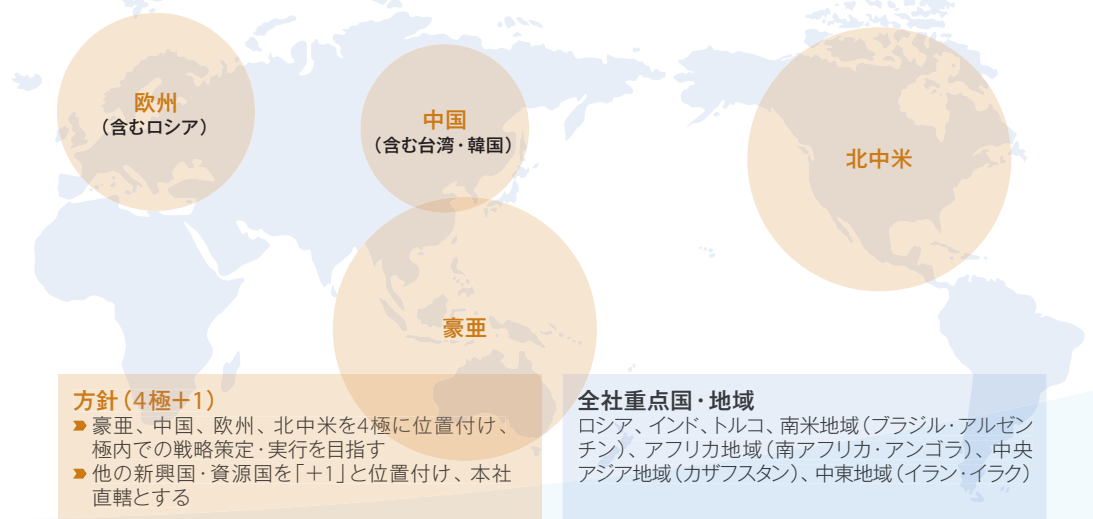 欧州
（含むロシア）
中国
（含む台湾・韓国）
北中米
豪亜
方針（4極＋1）
豪亜、中国、欧州、北中米を4極に位置付け、
極内での戦略策定・実行を目指す
他の新興国・資源国を「＋1」と位置付け、本社
直轄とする
全社重点国・地域
ロシア、インド、トルコ、南米地域（ブラジル・アルゼン
チン）、アフリカ地域（南アフリカ・アンゴラ）、中央
アジア地域（カザフスタン）、中東地域（イラン・イラク）